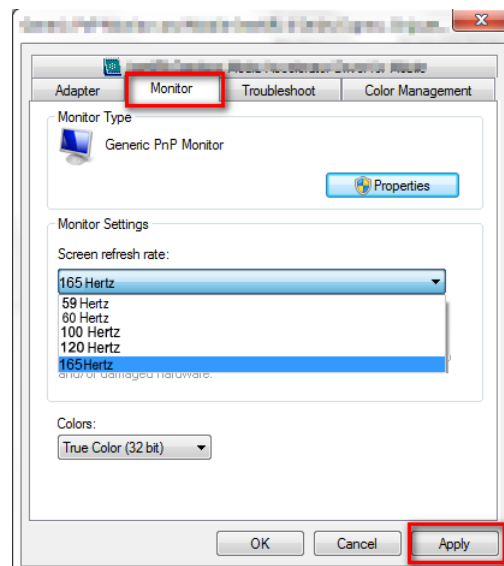 Adapter
Monitor
Troubleshoot
Color Management
Monitor Type
Generic PnP Monitor
Properties
Monitor Settings
Screen refresh rate:
165 Hertz
59 Hertz
60 Hertz
100 Hertz
120 Hertz
165Hertz
and/or damaged hardware.
Colors:
True Color (32 bit)
OK
Cancel
Apply